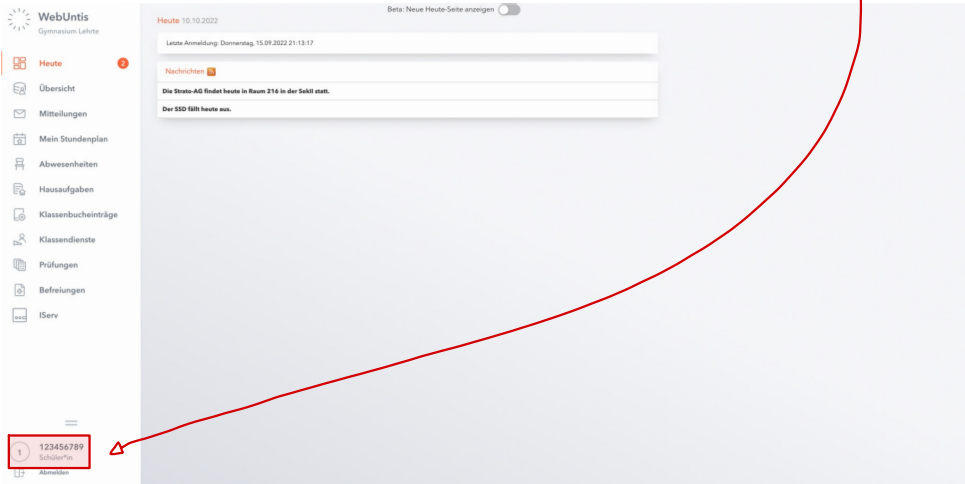 WebUntis
Gymnasium Lehrte
Heute 2
Übersicht
Mitteilungen
Mein Stundenplan
Abwesenheiten
Hausaufgaben
Klassenbucheinträge
Klassendienste
Prüfungen
Befreiungen
IServ
1 123456789
Schüler*in
Abmelden
Beta: Neue Heute-Seite anzeigen
Heute 10.10.2022
Letzte Anmeldung: Donnerstag, 15.09.2022 21:13:17
Nachrichten
Die Strato-AG findet heute in Raum 216 in der SekII statt.
Der SSD fällt heute aus.